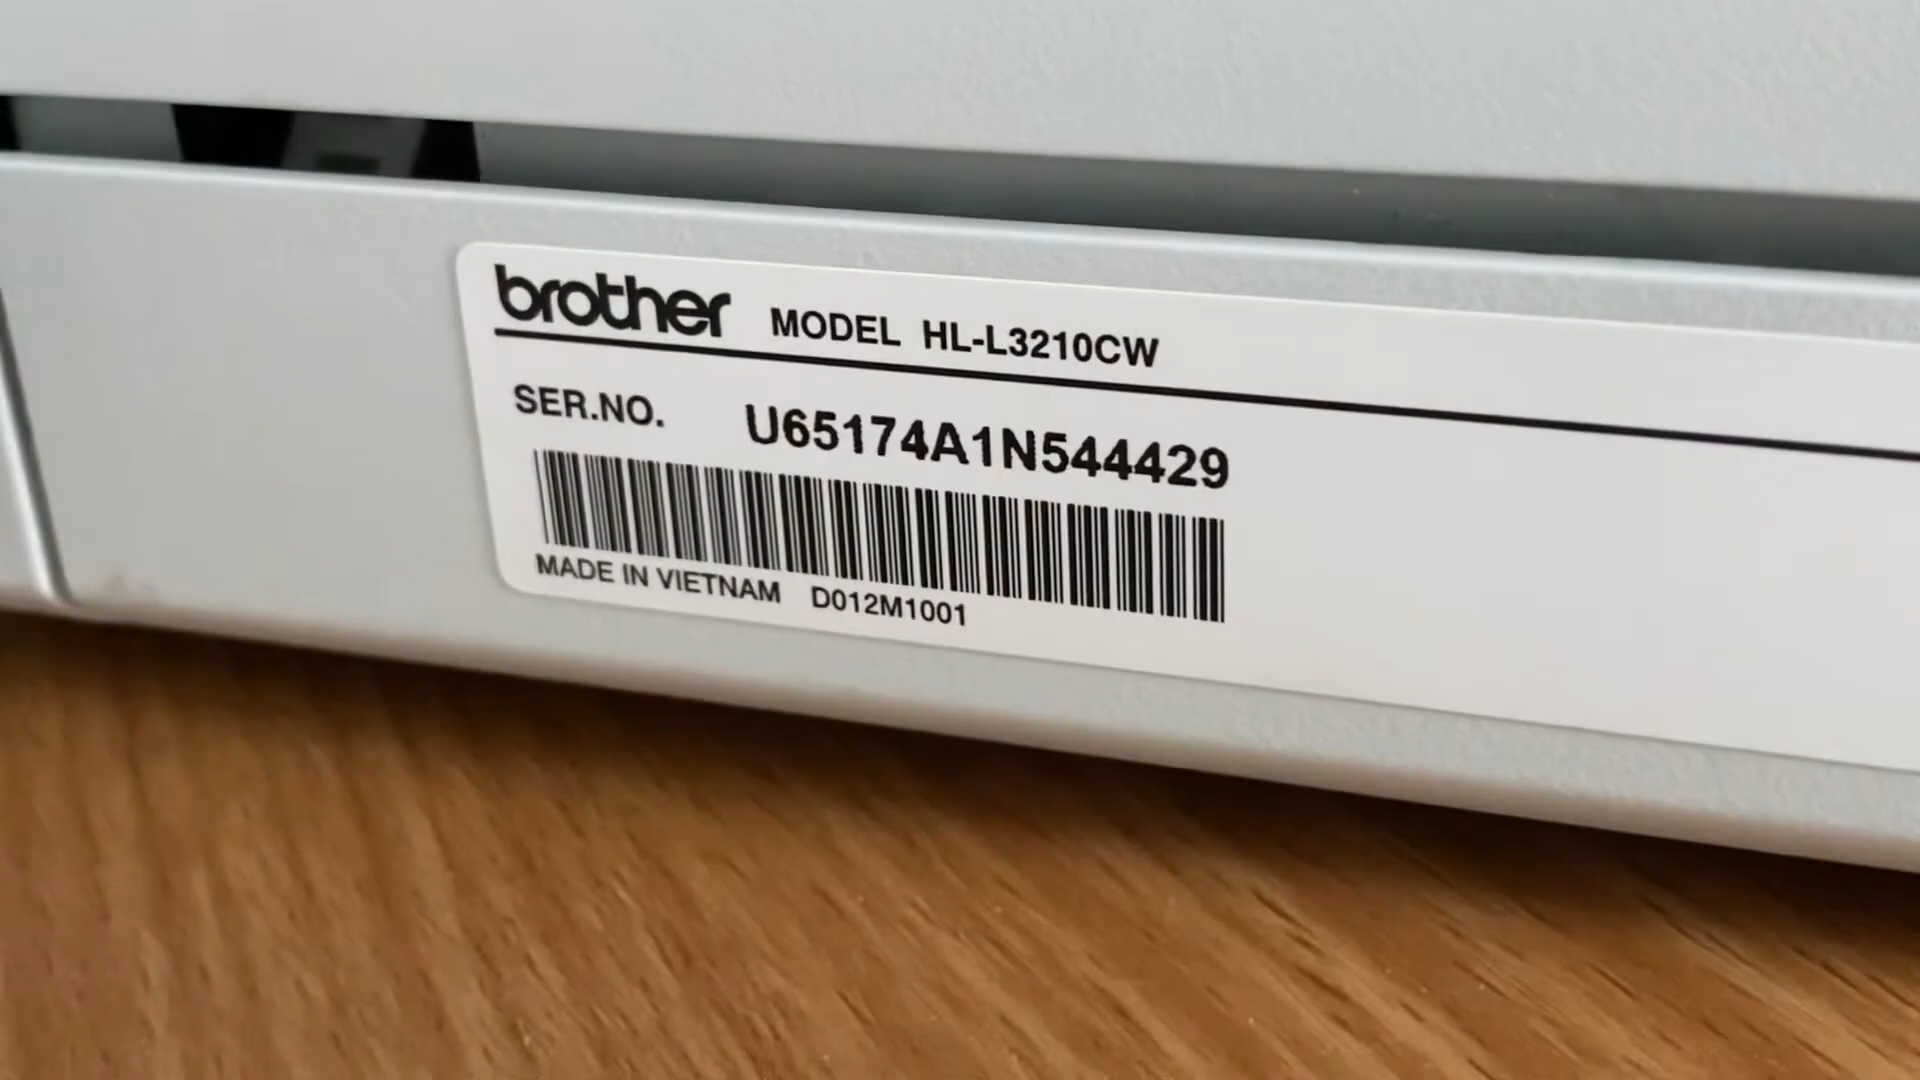 brother MODEL HL-L3210CW
SER.NO. U65174A1N544429
MADE IN VIETNAM D012M1001